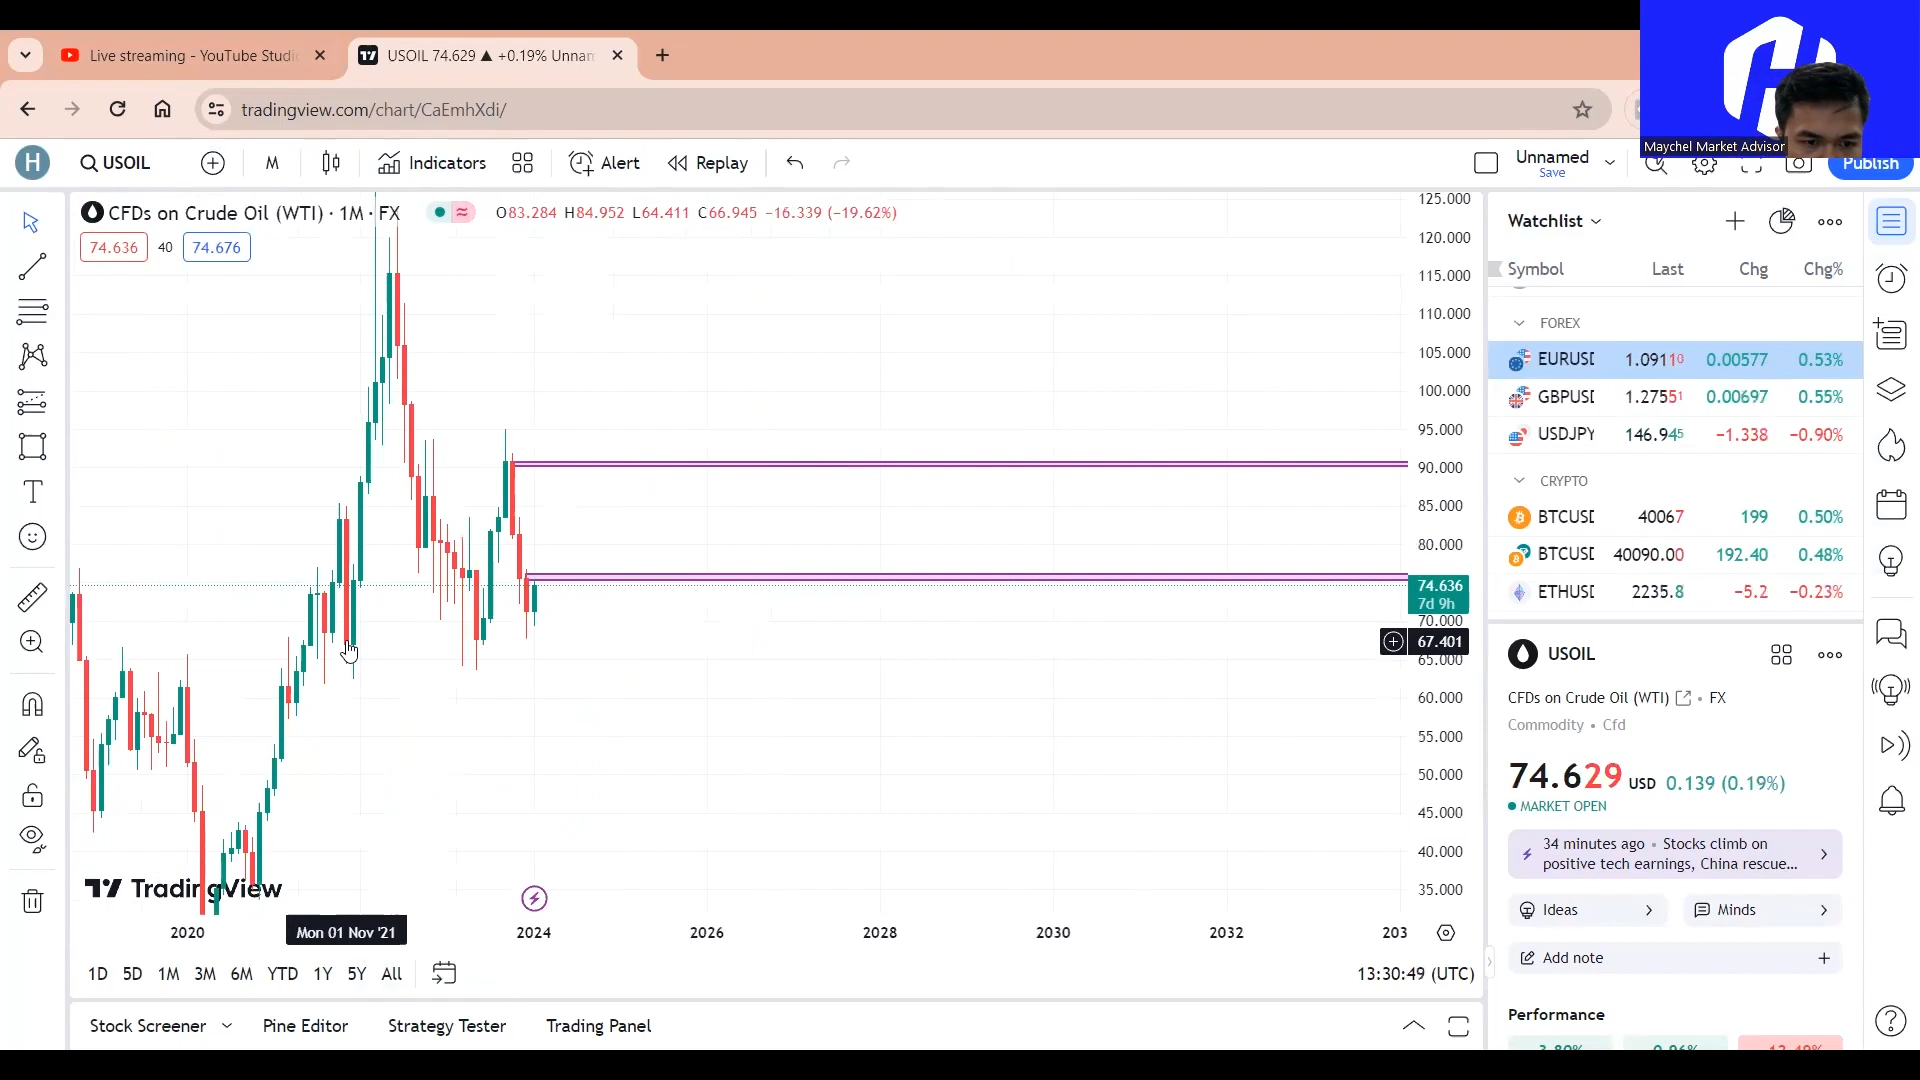 Live streaming - YouTube Studi
USOIL 74.629 ▲ +0.19% Unnam
tradingview.com/chart/CaEmhXdi/
Maychel Market Advisor
H
USOIL
M
Indicators
Alert
Replay
Unnamed
Save
Publish
CFDs on Crude Oil (WTI) · 1M · FX
O83.284 H84.952 L64.411 C66.945 −16.339 (−19.62%)
74.636 40 74.676
125.000
120.000
115.000
110.000
105.000
100.000
95.000
90.000
85.000
80.000
74.636
7d 9h
70.000
67.401
65.000
60.000
55.000
50.000
45.000
40.000
35.000
TradingView
2020
Mon 01 Nov '21
2024
2026
2028
2030
2032
203
1D 5D 1M 3M 6M YTD 1Y 5Y All
13:30:49 (UTC)
Stock Screener
Pine Editor
Strategy Tester
Trading Panel
Watchlist
Symbol Last Chg Chg%
FOREX
EURUSD 1.09110 0.00577 0.53%
GBPUSD 1.27551 0.00697 0.55%
USDJPY 146.945 −1.338 −0.90%
CRYPTO
BTCUSD 40067 199 0.50%
BTCUSD 40090.00 192.40 0.48%
ETHUSD 2235.8 −5.2 −0.23%
USOIL
CFDs on Crude Oil (WTI) • FX
Commodity • Cfd
74.629 USD 0.139 (0.19%)
MARKET OPEN
34 minutes ago • Stocks climb on
positive tech earnings, China rescue...
Ideas
Minds
Add note
Performance